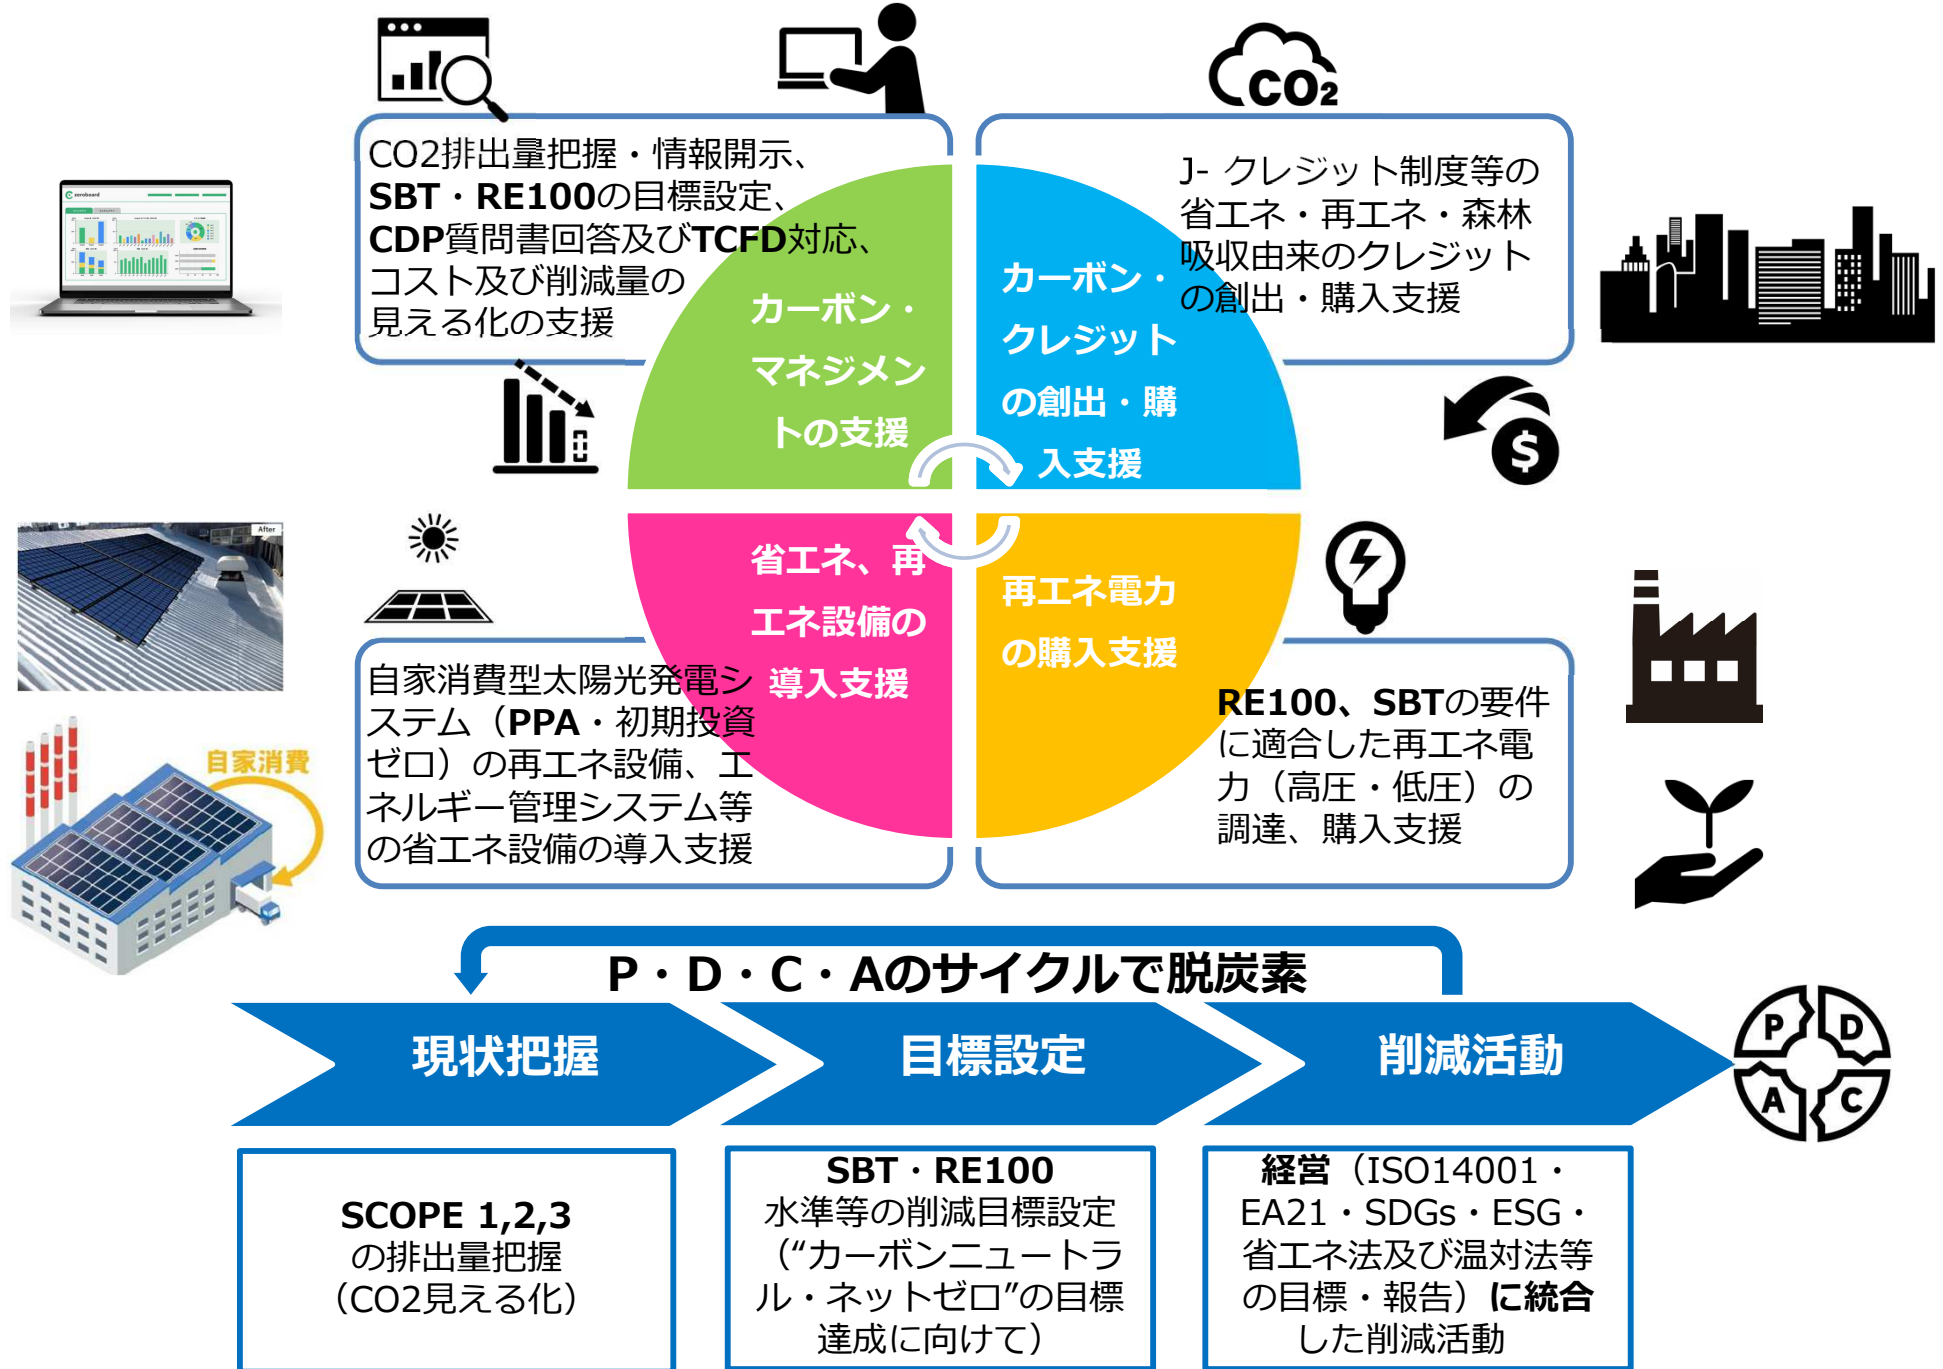 CO2
CO2排出量把握・情報開示、
SBT・RE100の目標設定、
CDP質問書回答及びTCFD対応、
コスト及び削減量の
見える化の支援
J- クレジット制度等の
省エネ・再エネ・森林
吸収由来のクレジット
の創出・購入支援
zeroboard
カーボン・
マネジメン
トの支援
カーボン・
クレジット
の創出・購
入支援
$
After
省エネ、再
エネ設備の
導入支援
再エネ電力
の購入支援
自家消費型太陽光発電シ
ステム（PPA・初期投資
ゼロ）の再エネ設備、エ
ネルギー管理システム等
の省エネ設備の導入支援
RE100、SBTの要件
に適合した再エネ電
力（高圧・低圧）の
調達、購入支援
自家消費
P・D・C・Aのサイクルで脱炭素
現状把握
目標設定
削減活動
P D
A C
SCOPE 1,2,3
の排出量把握
（CO2見える化）
SBT・RE100
水準等の削減目標設定
（“カーボンニュートラ
ル・ネットゼロ”の目標
達成に向けて）
経営（ISO14001・
EA21・SDGs・ESG・
省エネ法及び温対法等
の目標・報告）に統合
した削減活動